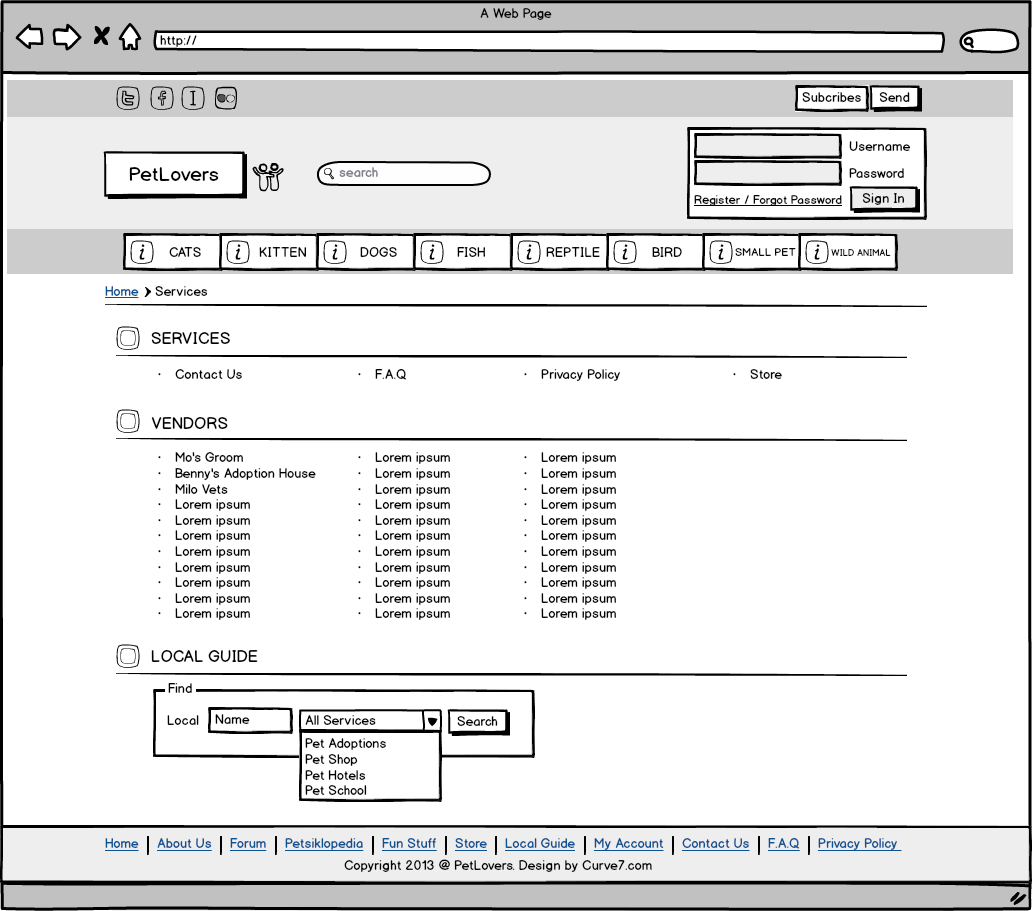 A Web Page
http://
Subcribes Send
PetLovers search Username
Password
Register / Forgot Password Sign In
i CATS i KITTEN i DOGS i FISH i REPTILE i BIRD i SMALL PET i WILD ANIMAL
Home Services
SERVICES
· Contact Us · F.A.Q · Privacy Policy · Store
VENDORS
· Mo's Groom · Lorem ipsum · Lorem ipsum
· Benny's Adoption House · Lorem ipsum · Lorem ipsum
· Milo Vets · Lorem ipsum · Lorem ipsum
· Lorem ipsum · Lorem ipsum · Lorem ipsum
· Lorem ipsum · Lorem ipsum · Lorem ipsum
· Lorem ipsum · Lorem ipsum · Lorem ipsum
· Lorem ipsum · Lorem ipsum · Lorem ipsum
· Lorem ipsum · Lorem ipsum · Lorem ipsum
· Lorem ipsum · Lorem ipsum · Lorem ipsum
· Lorem ipsum · Lorem ipsum · Lorem ipsum
· Lorem ipsum · Lorem ipsum · Lorem ipsum
LOCAL GUIDE
Find
Local Name All Services Search
Pet Adoptions
Pet Shop
Pet Hotels
Pet School
Home | About Us | Forum | Petsiklopedia | Fun Stuff | Store | Local Guide | My Account | Contact Us | F.A.Q | Privacy Policy
Copyright 2013 @ PetLovers. Design by Curve7.com